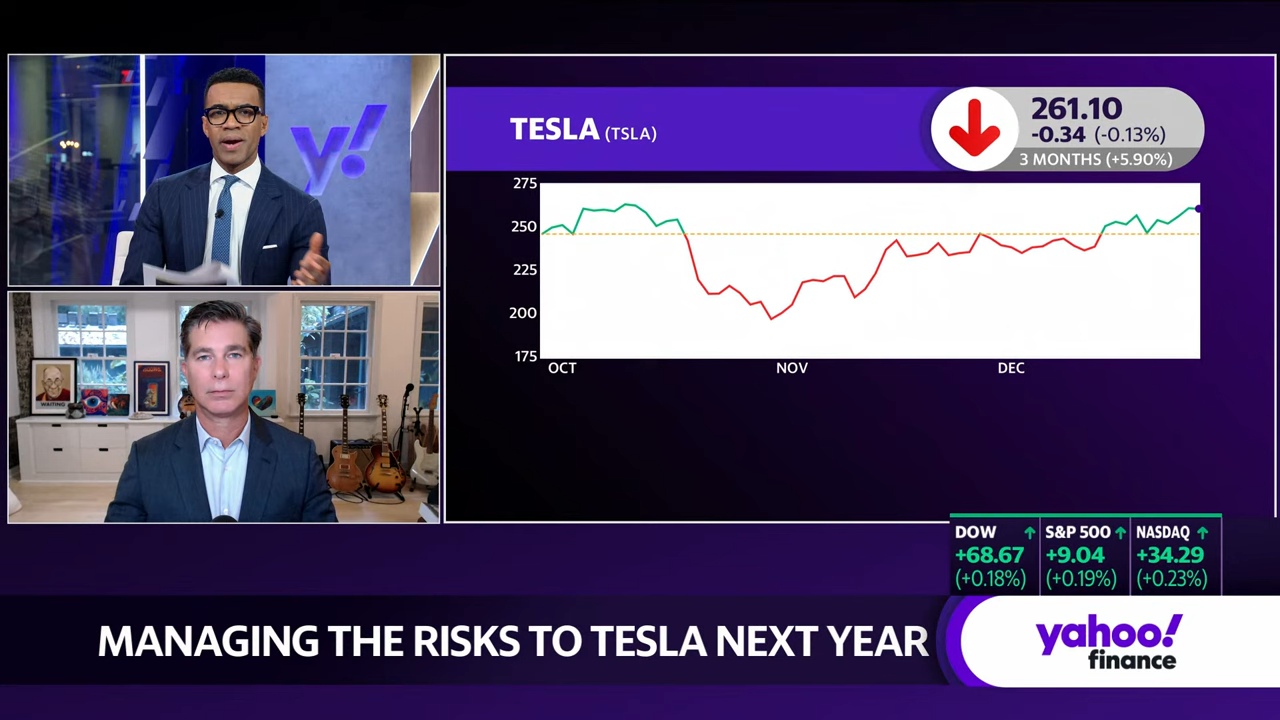 TESLA (TSLA)
261.10
-0.34 (-0.13%)
3 MONTHS (+5.90%)
275
250
225
200
175
OCT NOV DEC
WAITING
DOW
+68.67
(+0.18%)
S&P 500
+9.04
(+0.19%)
NASDAQ
+34.29
(+0.23%)
MANAGING THE RISKS TO TESLA NEXT YEAR
y!
yahoo!
finance